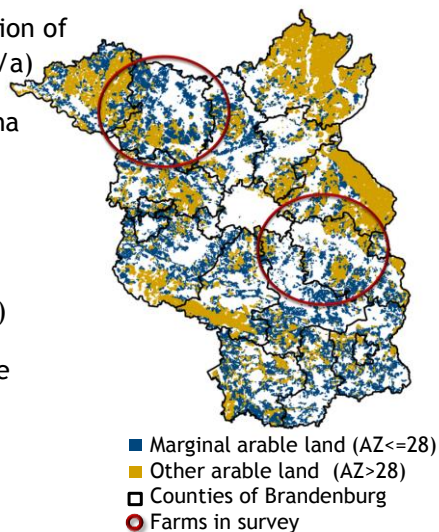 ion of
/a)
na
)
e
Marginal arable land (AZ<=28)
Other arable land (AZ>28)
Counties of Brandenburg
Farms in survey